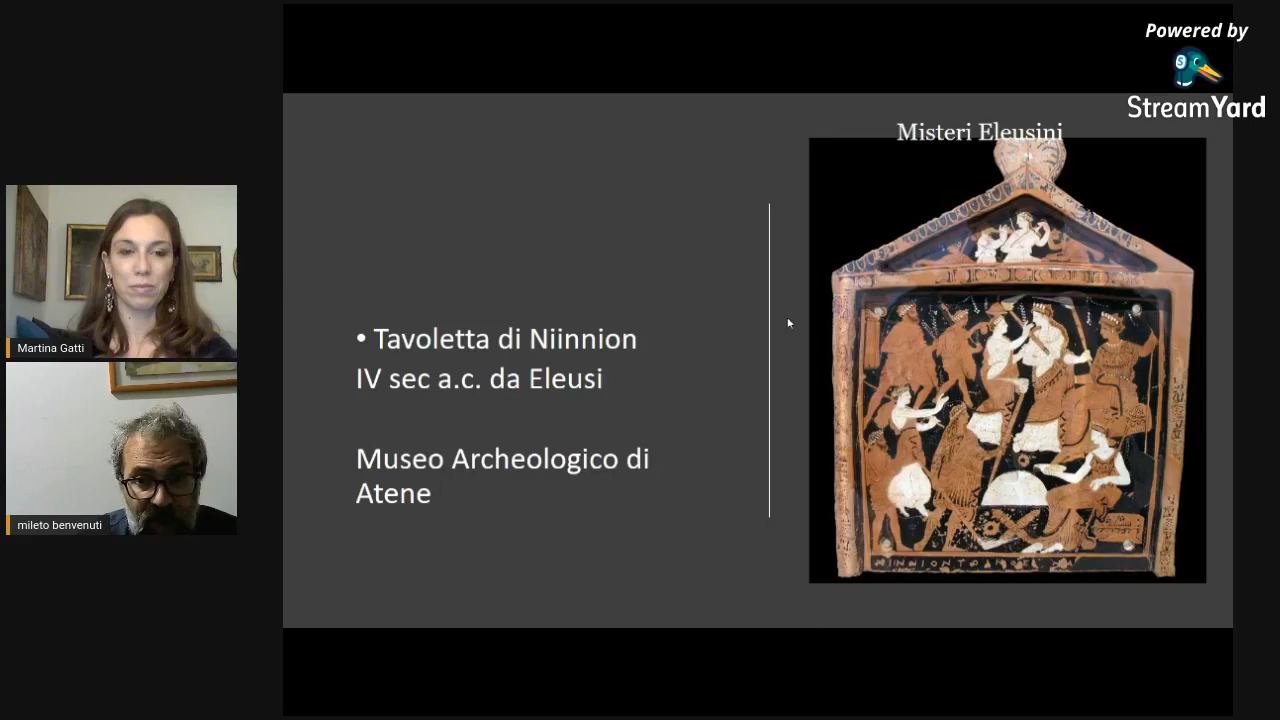 Powered by
StreamYard
Misteri Eleusini
• Tavoletta di Niinnion
IV sec a.c. da Eleusi
Museo Archeologico di
Atene
Martina Gatti
mileto benvenuti